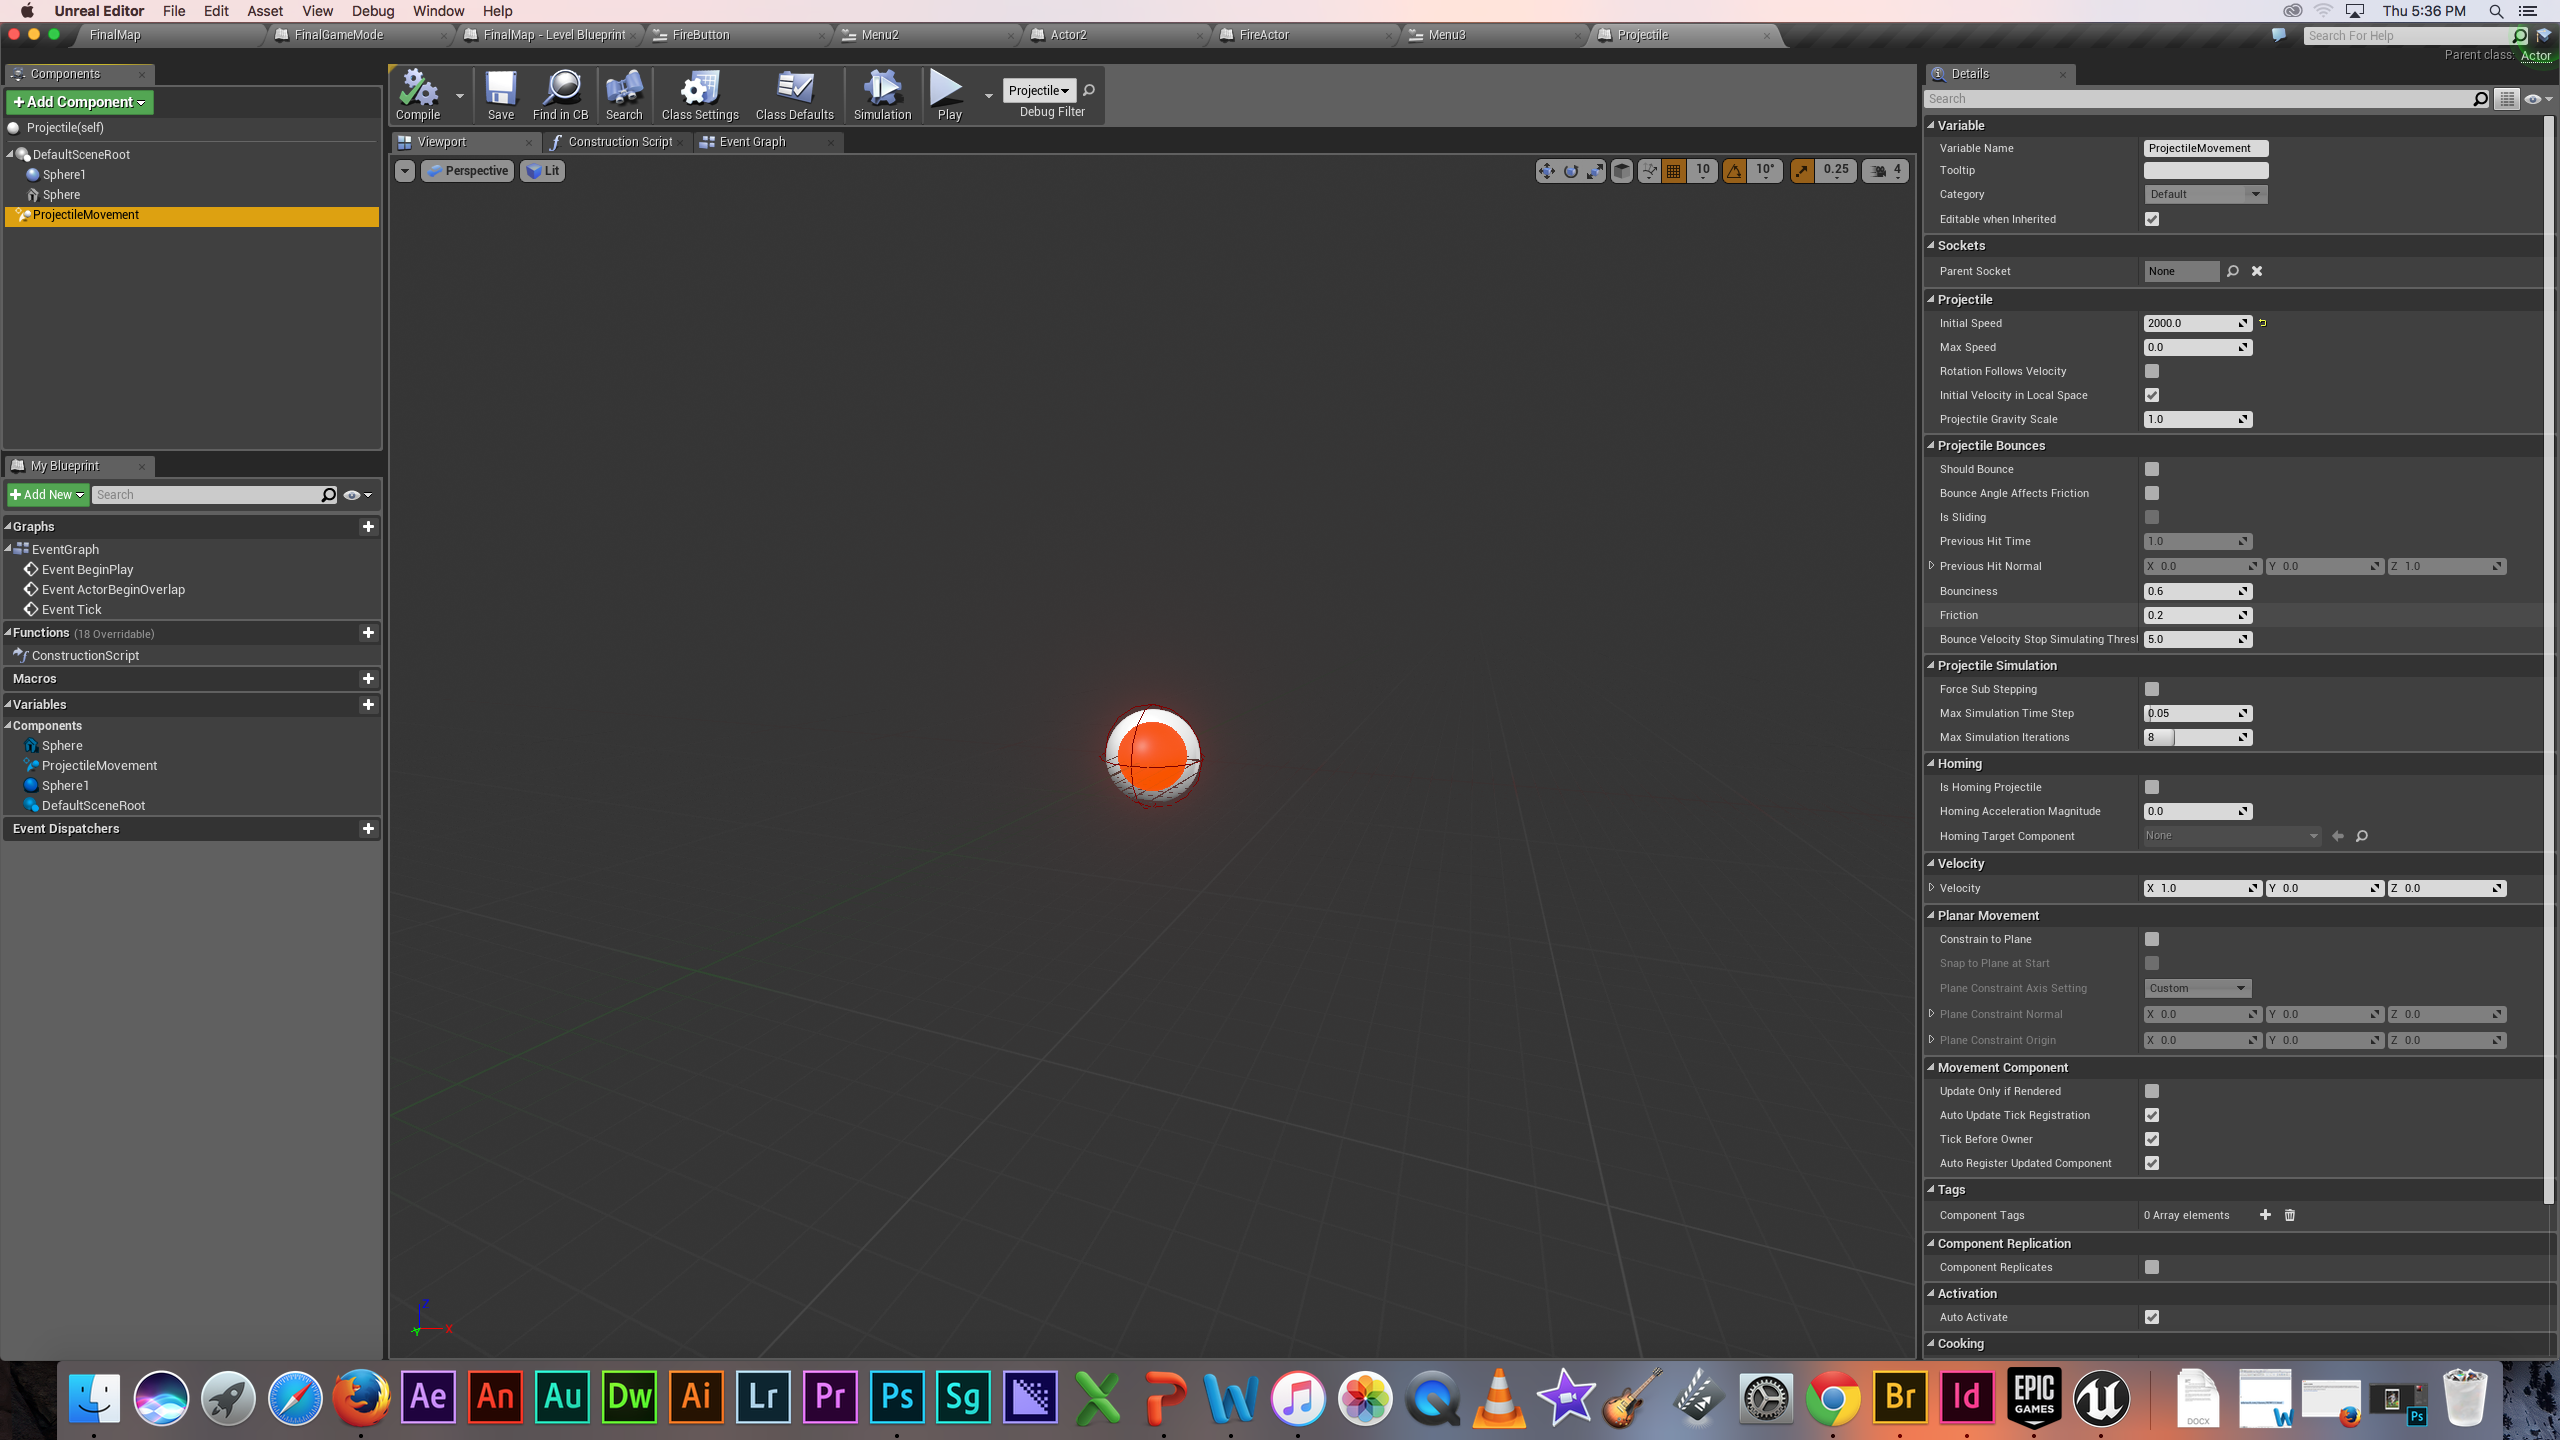 Unreal Editor File Edit Asset View Debug Window Help Thu 5:36 PM
FinalMap FinalGameMode FinalMap - Level Blueprint FireButton Menu2 Actor2 FireActor Menu3 Projectile Search For Help
Parent class: Actor
Components
+ Add Component
Projectile(self)
DefaultSceneRoot
Sphere1
Sphere
ProjectileMovement
My Blueprint
+ Add New Search
Graphs
EventGraph
Event BeginPlay
Event ActorBeginOverlap
Event Tick
Functions (18 Overridable)
ConstructionScript
Macros
Variables
Components
Sphere
ProjectileMovement
Sphere1
DefaultSceneRoot
Event Dispatchers
Compile Save Find in CB Search Class Settings Class Defaults Simulation Play Projectile Debug Filter
Viewport Construction Script Event Graph
Perspective Lit 10 10° 0.25 4
Z
Y X
Details
Search
Variable
Variable Name ProjectileMovement
Tooltip
Category Default
Editable when Inherited
Sockets
Parent Socket None
Projectile
Initial Speed 2000.0
Max Speed 0.0
Rotation Follows Velocity
Initial Velocity in Local Space
Projectile Gravity Scale 1.0
Projectile Bounces
Should Bounce
Bounce Angle Affects Friction
Is Sliding
Previous Hit Time 1.0
Previous Hit Normal X 0.0 Y 0.0 Z 1.0
Bounciness 0.6
Friction 0.2
Bounce Velocity Stop Simulating Thresl 5.0
Projectile Simulation
Force Sub Stepping
Max Simulation Time Step 0.05
Max Simulation Iterations 8
Homing
Is Homing Projectile
Homing Acceleration Magnitude 0.0
Homing Target Component None
Velocity
Velocity X 1.0 Y 0.0 Z 0.0
Planar Movement
Constrain to Plane
Snap to Plane at Start
Plane Constraint Axis Setting Custom
Plane Constraint Normal X 0.0 Y 0.0 Z 0.0
Plane Constraint Origin X 0.0 Y 0.0 Z 0.0
Movement Component
Update Only if Rendered
Auto Update Tick Registration
Tick Before Owner
Auto Register Updated Component
Tags
Component Tags 0 Array elements
Component Replication
Component Replicates
Activation
Auto Activate
Cooking
Ae An Au Dw Ai Lr Pr Ps Sg Br Id EPIC GAMES DOCX Ps